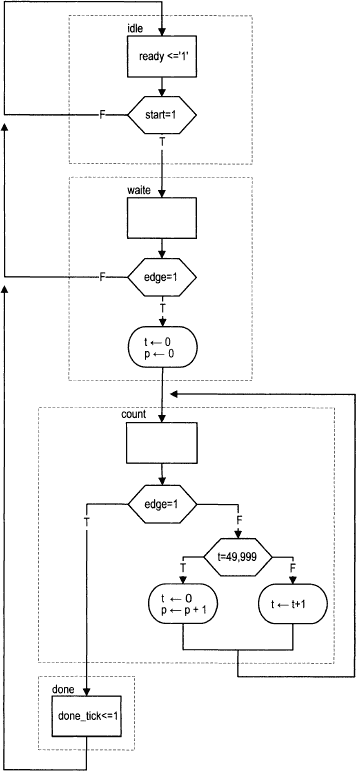 idle
ready <='1'
start=1
F
T
waite
edge=1
F
T
t ← 0
p ← 0
count
edge=1
T
F
t=49,999
T
F
t ← 0
p ← p + 1
t ← t+1
done
done_tick<=1